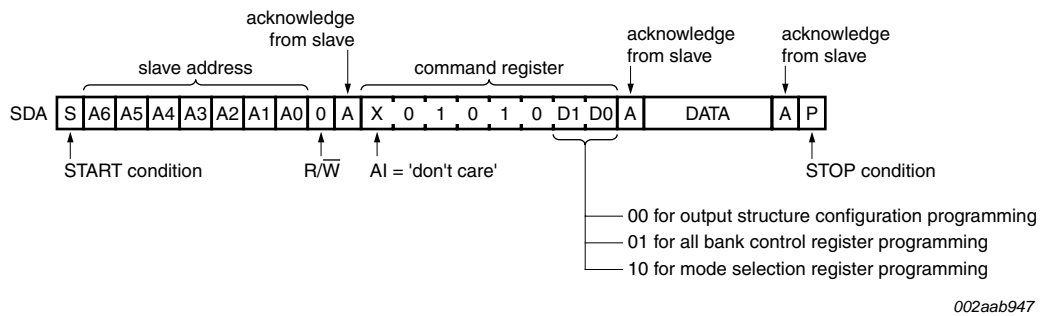 acknowledge
from slave
acknowledge
from slave
acknowledge
from slave
slave address
command register
SDA S A6 A5 A4 A3 A2 A1 A0 0 A X 0 1 0 1 0 D1 D0 A DATA A P
START condition
R/W̅
AI = 'don't care'
STOP condition
00 for output structure configuration programming
01 for all bank control register programming
10 for mode selection register programming
002aab947